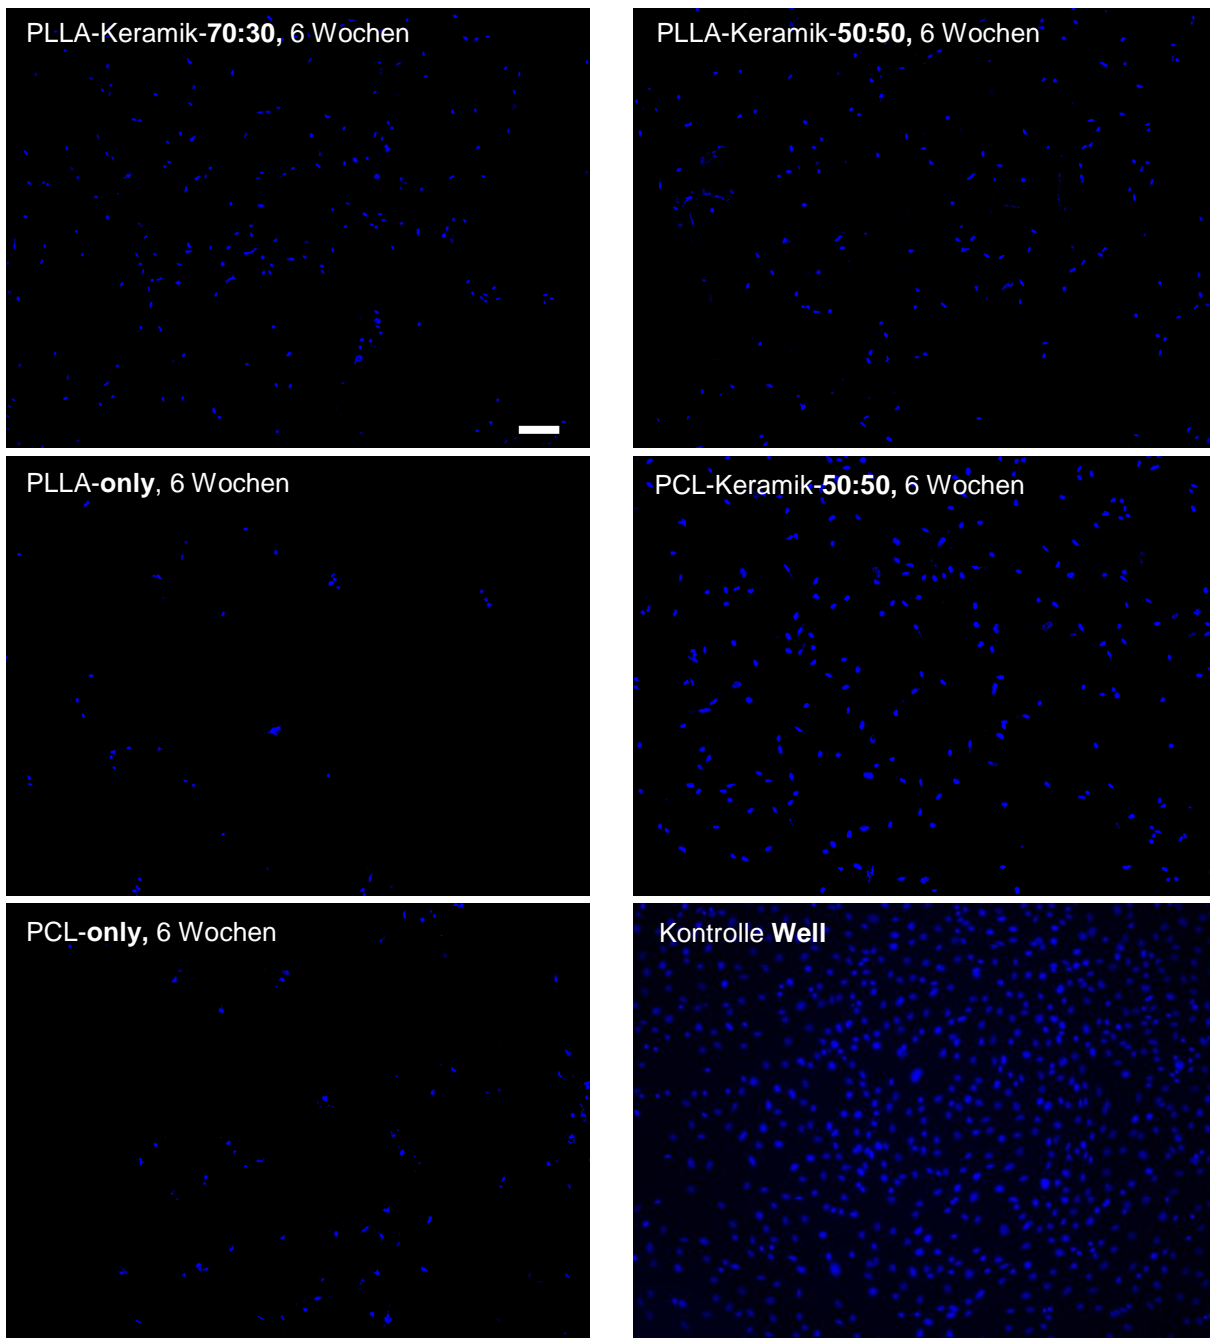 PLLA-Keramik-70:30, 6 Wochen
PLLA-Keramik-50:50, 6 Wochen
PLLA-only, 6 Wochen
PCL-Keramik-50:50, 6 Wochen
PCL-only, 6 Wochen
Kontrolle Well